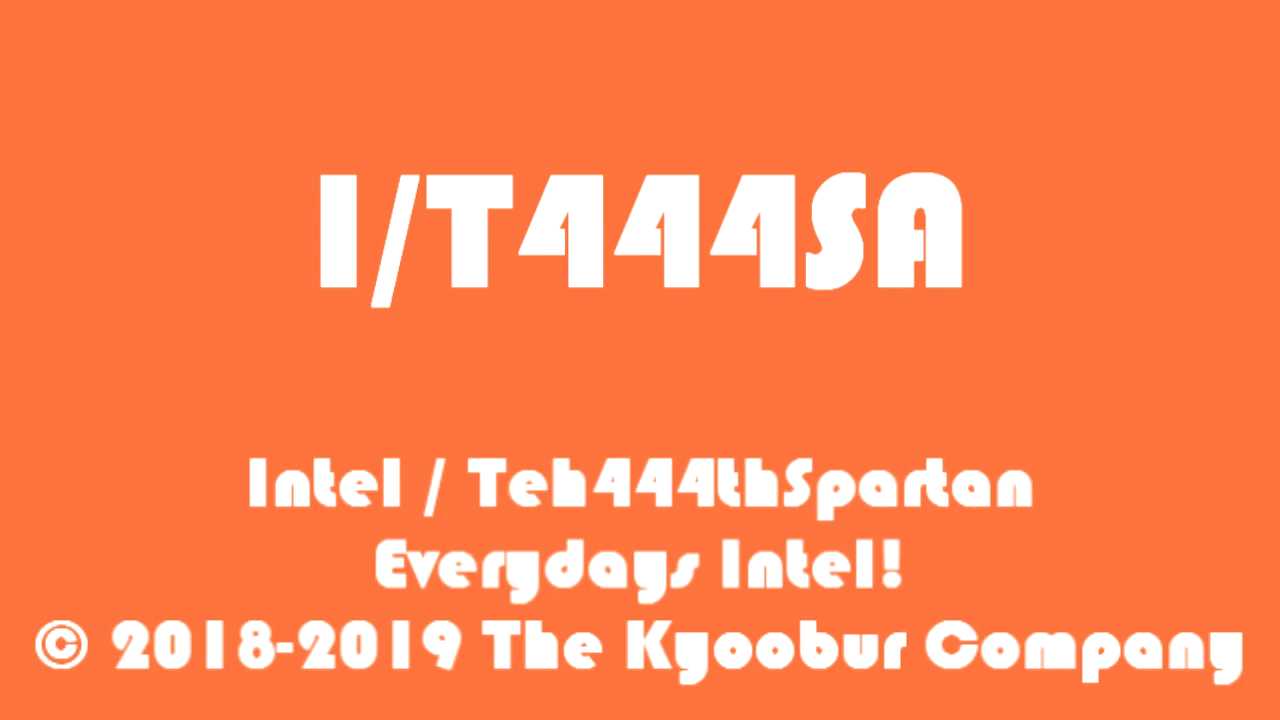 I/T444SA
Intel / Teh444thSpartan
Everydays Intel!
© 2018-2019 The Kyoobur Company